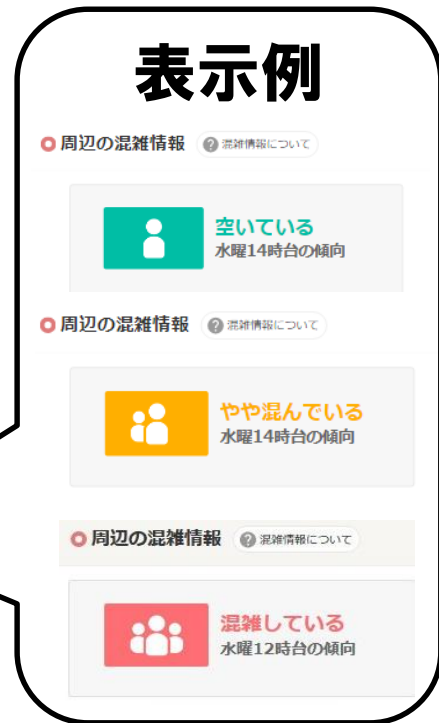 表示例
周辺の混雑情報 ? 混雑情報について
空いている
水曜14時台の傾向
周辺の混雑情報 ? 混雑情報について
やや混んでいる
水曜14時台の傾向
周辺の混雑情報 ? 混雑情報について
混雑している
水曜12時台の傾向